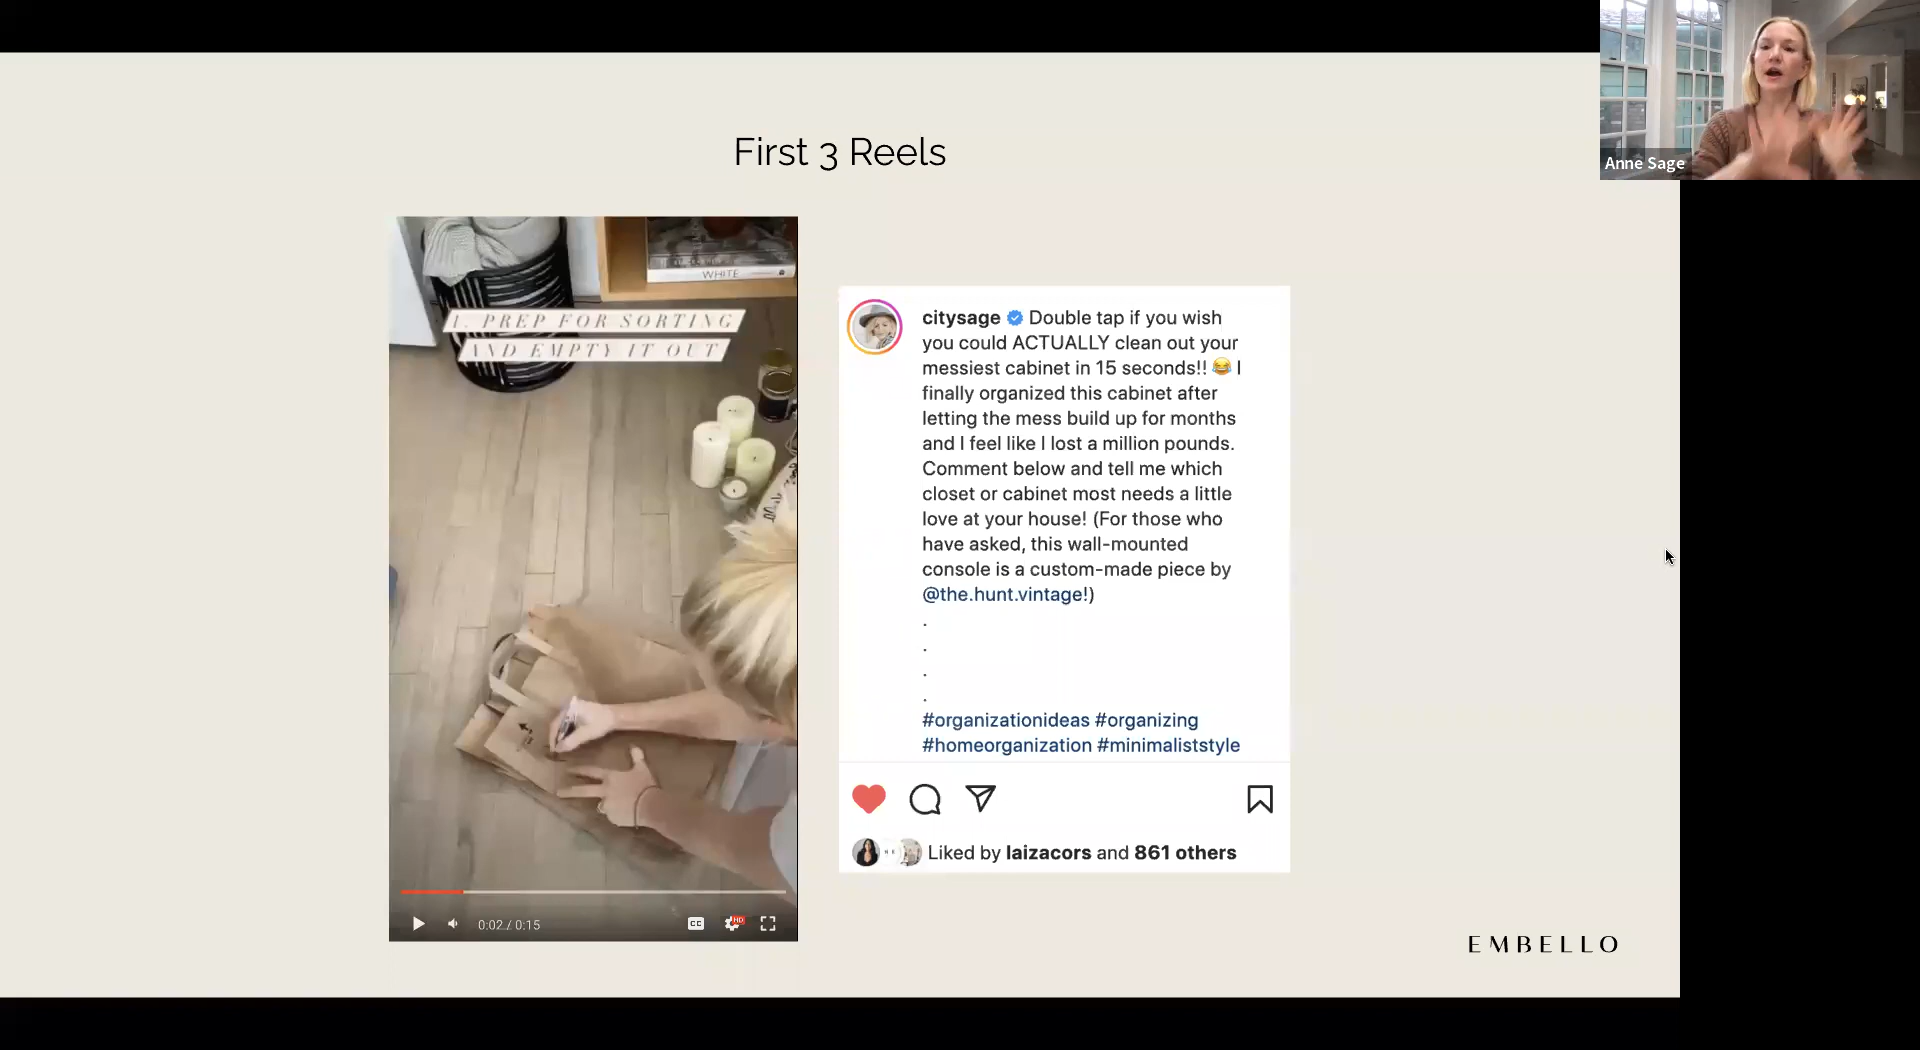 Anne Sage
First 3 Reels
WHITE
1. PREP FOR SORTING
AND EMPTY IT OUT
0:02 / 0:15
CC
HD
citysage Double tap if you wish
you could ACTUALLY clean out your
messiest cabinet in 15 seconds!! 😂 I
finally organized this cabinet after
letting the mess build up for months
and I feel like I lost a million pounds.
Comment below and tell me which
closet or cabinet most needs a little
love at your house! (For those who
have asked, this wall-mounted
console is a custom-made piece by
@the.hunt.vintage!)
.
.
.
.
#organizationideas #organizing
#homeorganization #minimaliststyle
Liked by laizacors and 861 others
EMBELLO